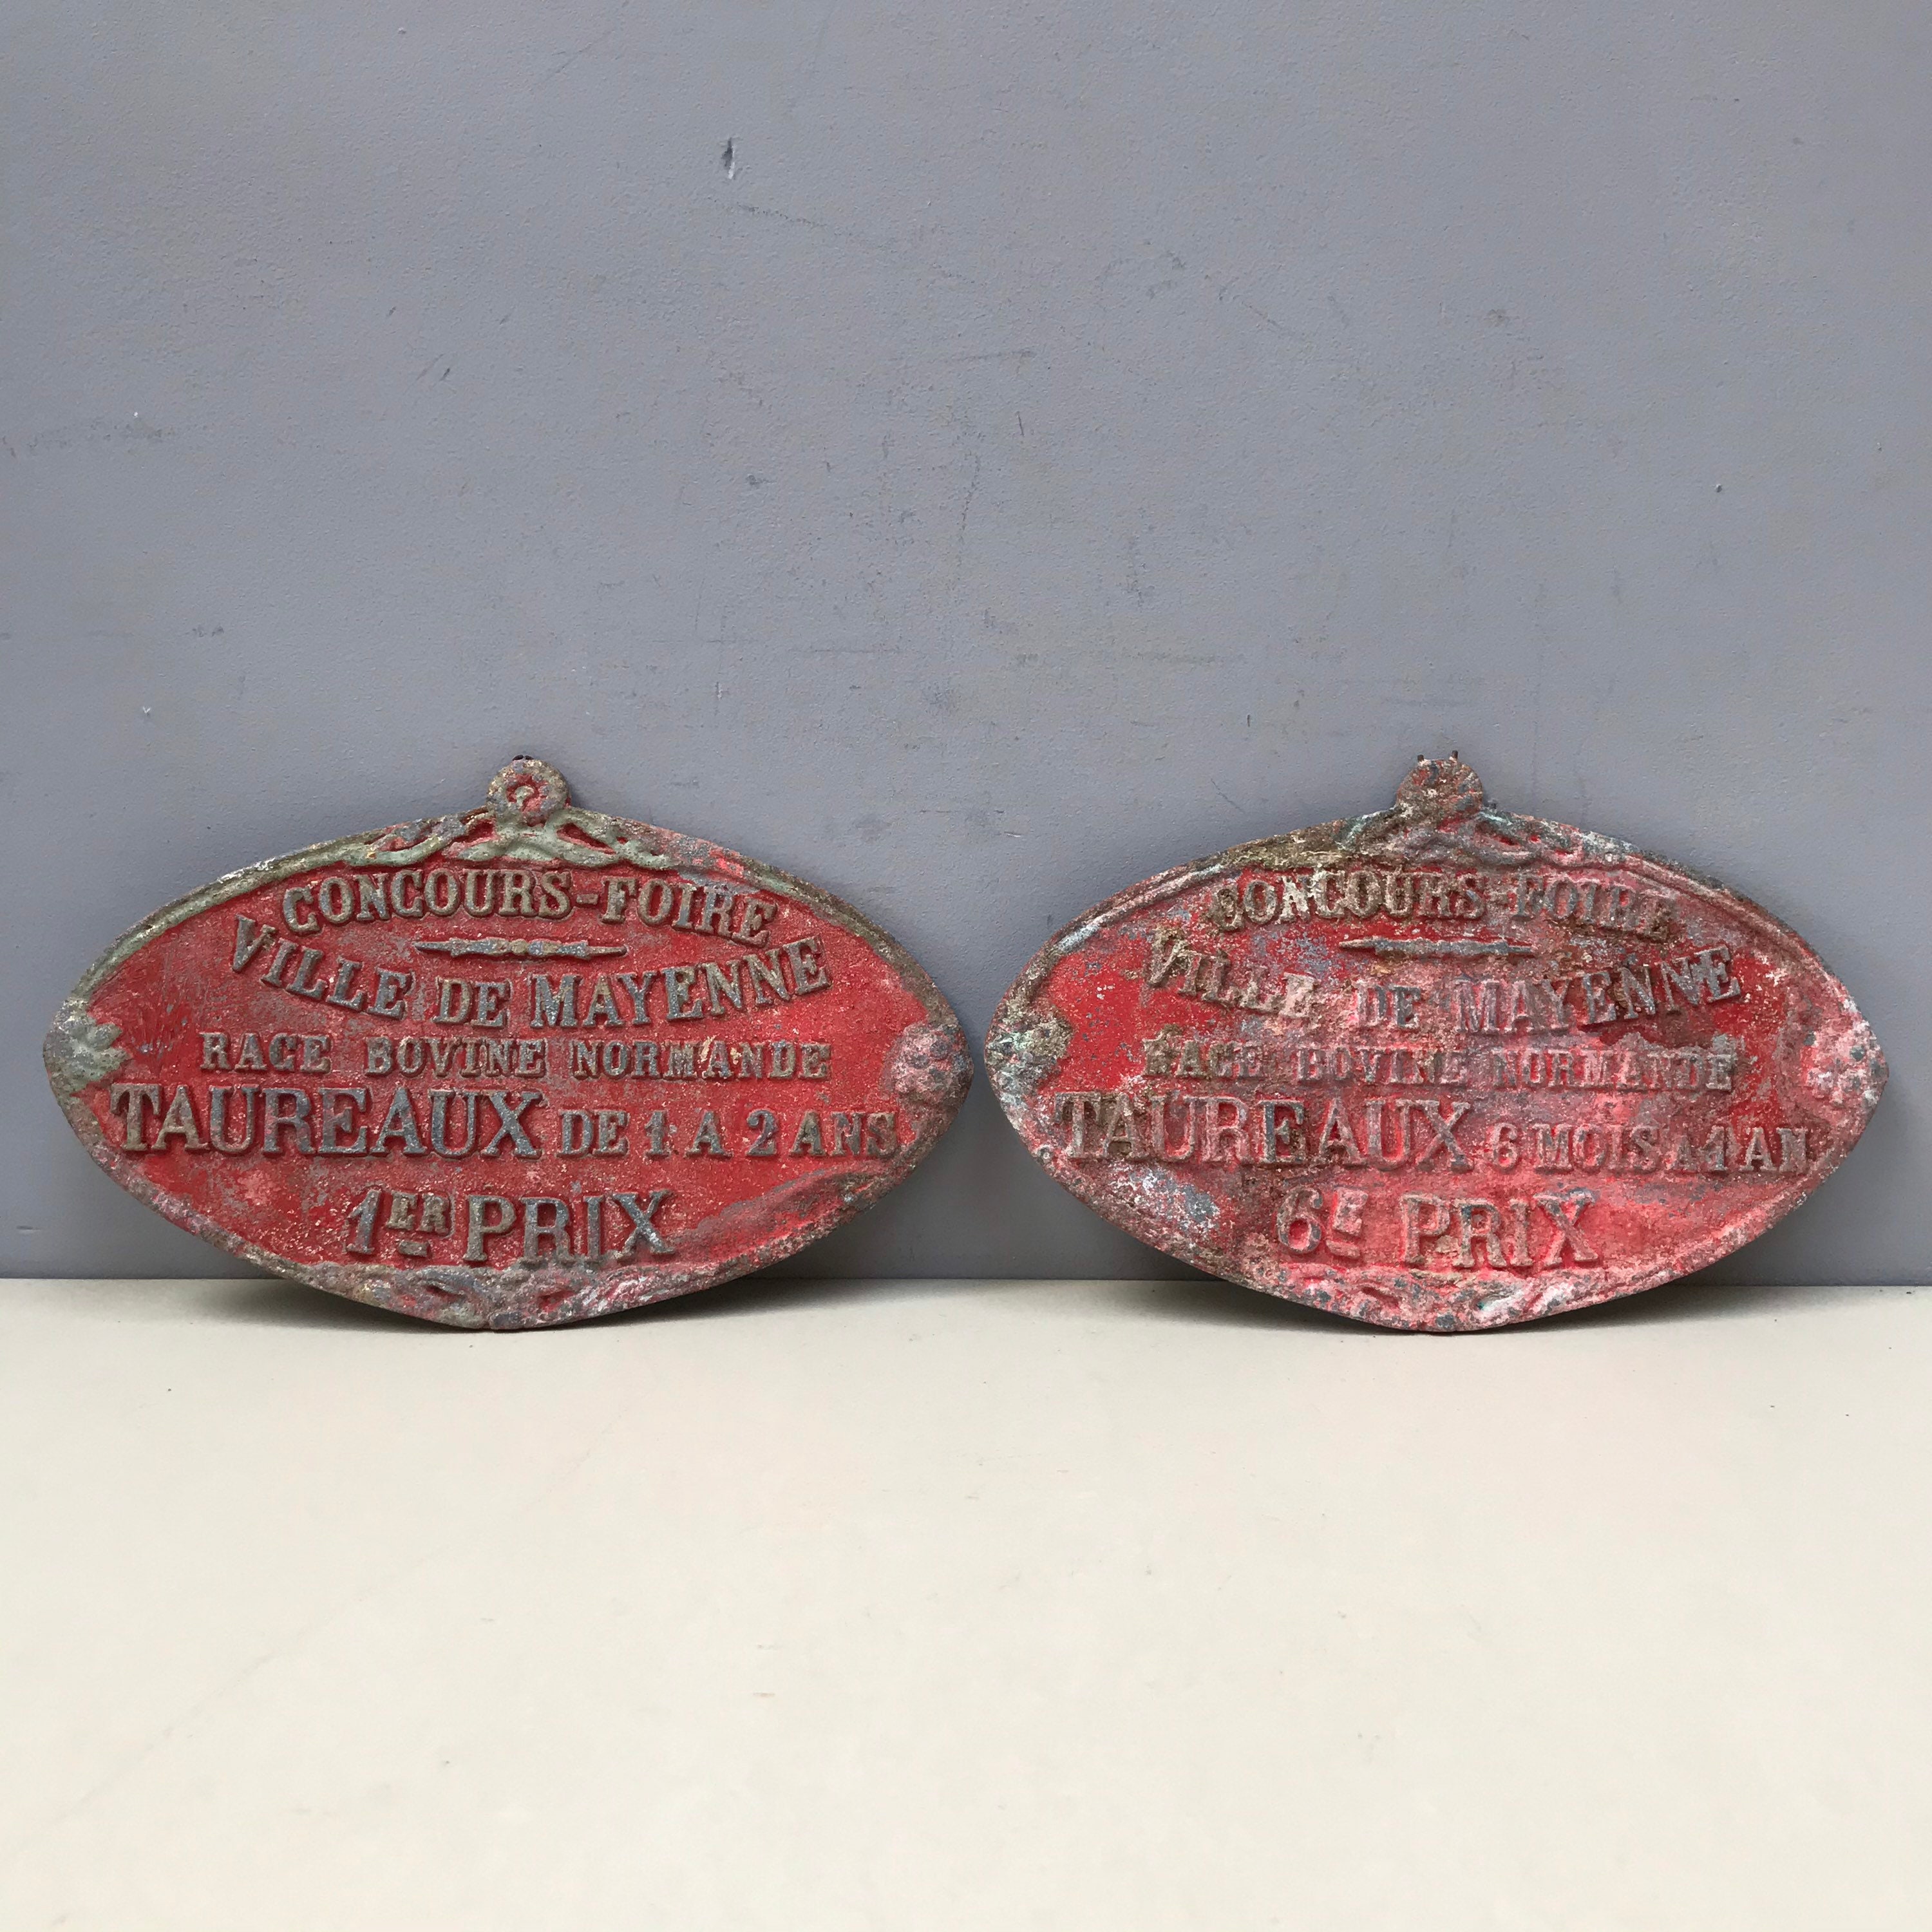 CONCOURS-FOIRE
VILLE DE MAYENNE
RACE BOVINE NORMANDE
TAUREAUX DE 1 A 2 ANS
1ER PRIX
CONCOURS-FOIRE
VILLE DE MAYENNE
RACE BOVINE NORMANDE
TAUREAUX 6 MOIS A 1 AN
6E PRIX